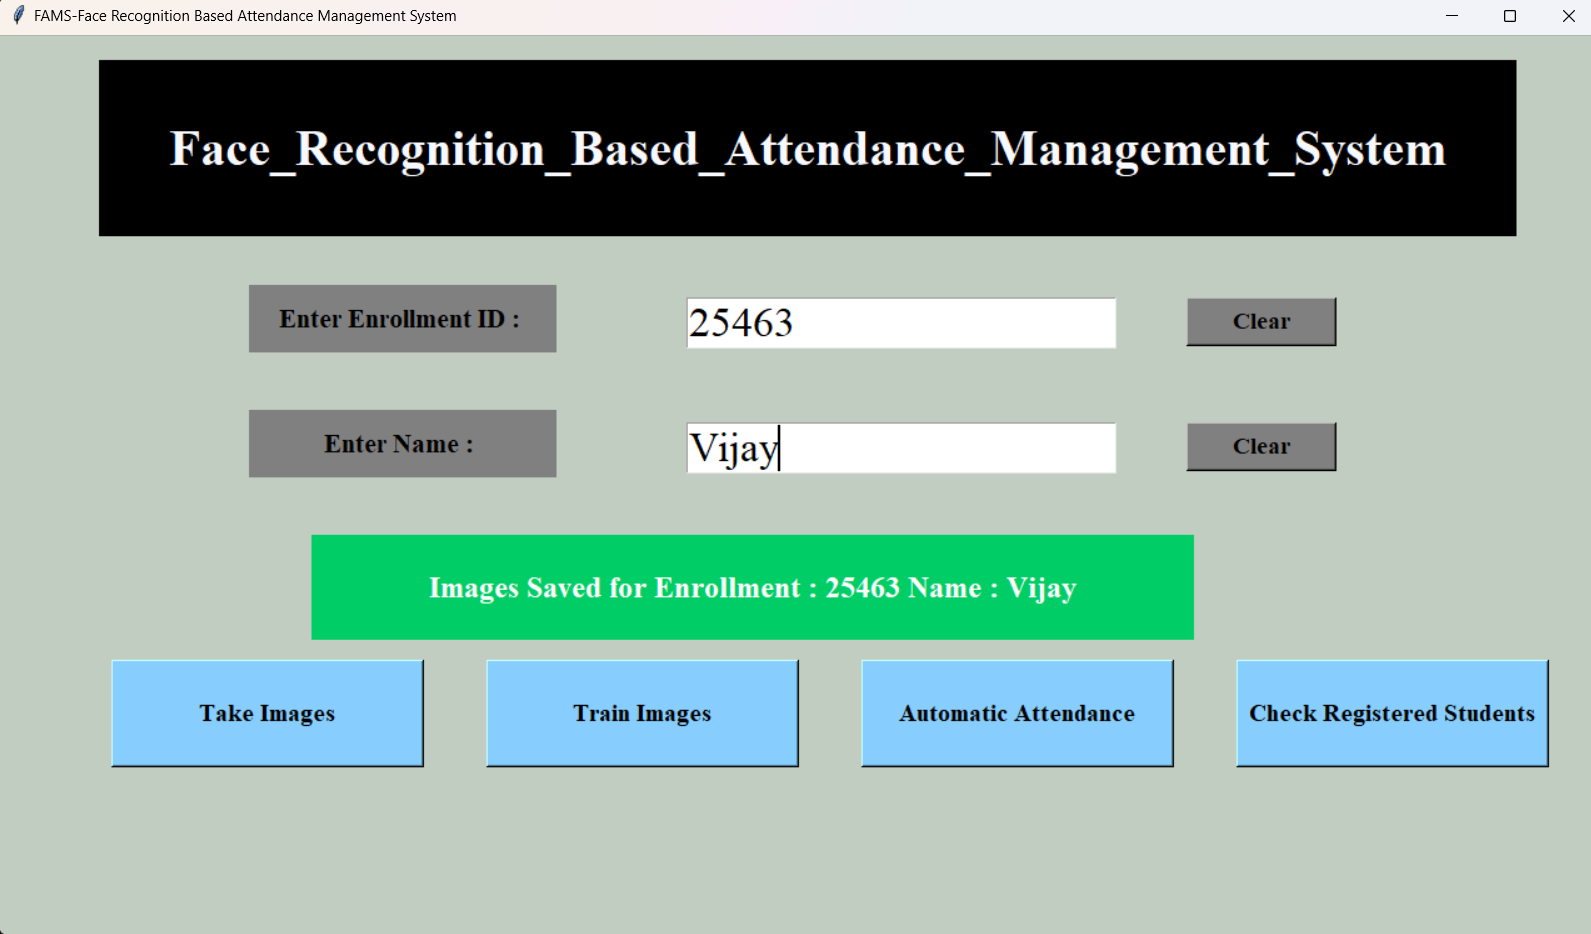 FAMS-Face Recognition Based Attendance Management System
Face_Recognition_Based_Attendance_Management_System
Enter Enrollment ID :
25463
Clear
Enter Name :
Vijay
Clear
Images Saved for Enrollment : 25463 Name : Vijay
Take Images
Train Images
Automatic Attendance
Check Registered Students